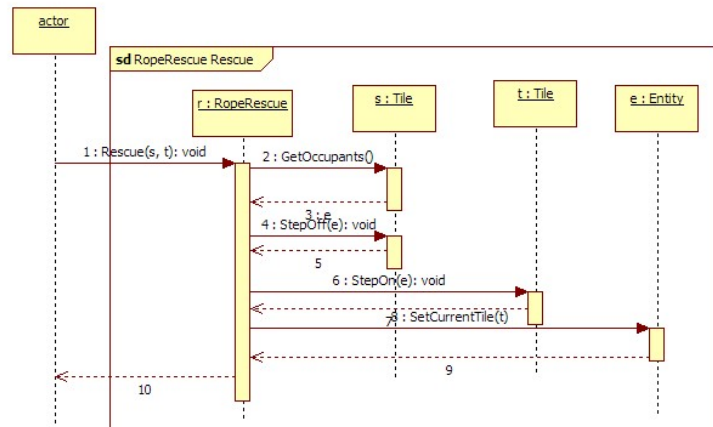 actor
sd RopeRescue Rescue
r : RopeRescue
s : Tile
t : Tile
e : Entity
1 : Rescue(s, t): void
2 : GetOccupants()
3 : e
4 : StepOff(e): void
5
6 : StepOn(e): void
7
8 : SetCurrentTile(t)
9
10